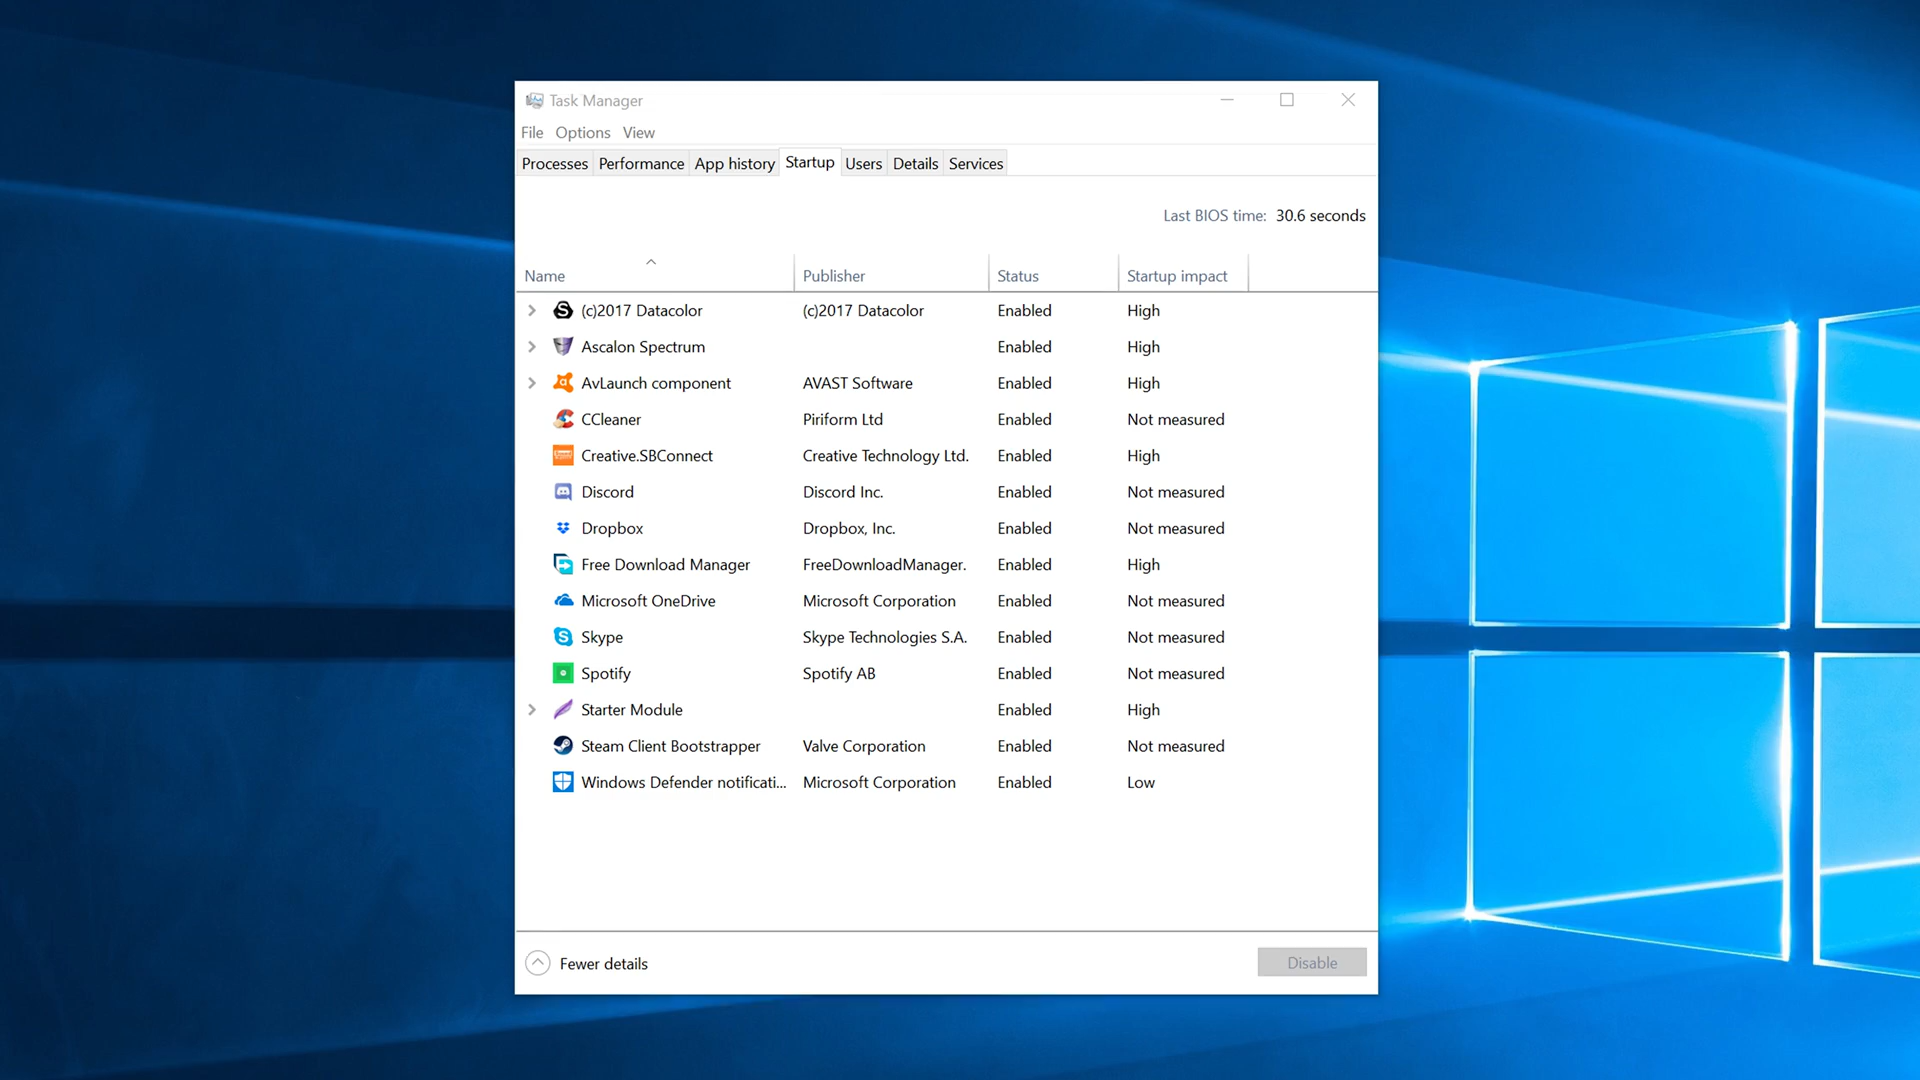 Task Manager
File Options View
Processes Performance App history Startup Users Details Services
Last BIOS time: 30.6 seconds
Name Publisher Status Startup impact
(c)2017 Datacolor (c)2017 Datacolor Enabled High
Ascalon Spectrum Enabled High
AvLaunch component AVAST Software Enabled High
CCleaner Piriform Ltd Enabled Not measured
Creative.SBConnect Creative Technology Ltd. Enabled High
Discord Discord Inc. Enabled Not measured
Dropbox Dropbox, Inc. Enabled Not measured
Free Download Manager FreeDownloadManager. Enabled High
Microsoft OneDrive Microsoft Corporation Enabled Not measured
Skype Skype Technologies S.A. Enabled Not measured
Spotify Spotify AB Enabled Not measured
Starter Module Enabled High
Steam Client Bootstrapper Valve Corporation Enabled Not measured
Windows Defender notificati... Microsoft Corporation Enabled Low
Fewer details Disable